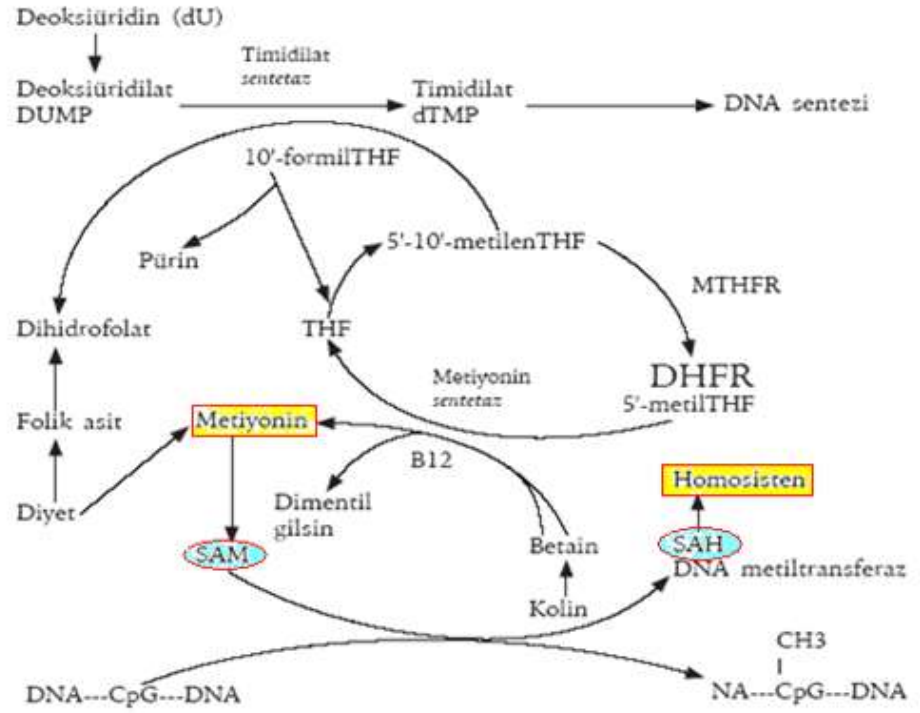 Deoksiüridin (dU)
Timidilat
sentetaz
Deoksiüridilat
DUMP
Timidilat
dTMP
DNA sentezi
10'-formilTHF
5'-10'-metilenTHF
Pürin
MTHFR
Dihidrofolat
THF
Metiyonin
sentetaz
DHFR
5'-metilTHF
Folik asit
Metiyonin
B12
Homosisten
Diyet
Dimentil
gilsin
Betain
SAM
SAH
DNA metiltransferaz
Kolin
CH3
DNA---CpG---DNA
NA---CpG---DNA